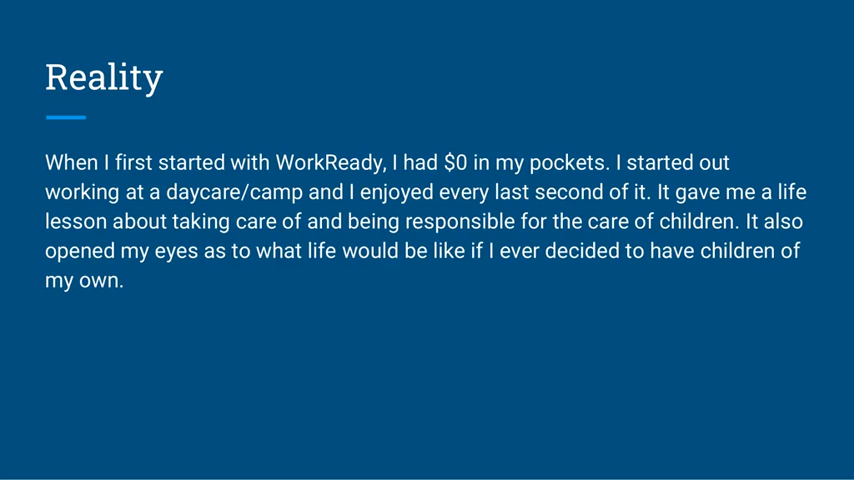 Reality
When I first started with WorkReady, I had $0 in my pockets. I started out
working at a daycare/camp and I enjoyed every last second of it. It gave me a life
lesson about taking care of and being responsible for the care of children. It also
opened my eyes as to what life would be like if I ever decided to have children of
my own.